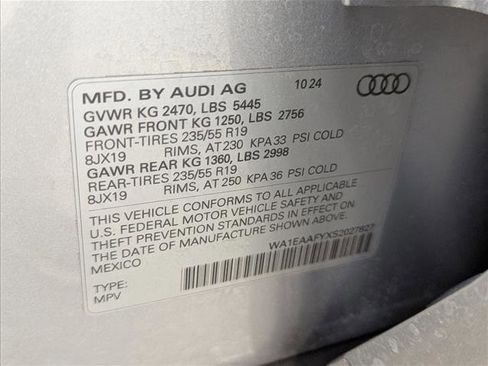 MFD. BY AUDI AG 10 24
GVWR KG 2470, LBS 5445
GAWR FRONT KG 1250, LBS 2756
FRONT-TIRES 235/55 R19
8JX19 RIMS, AT 230 KPA 33 PSI COLD
GAWR REAR KG 1360, LBS 2998
REAR-TIRES 235/55 R19
8JX19 RIMS, AT 250 KPA 36 PSI COLD
THIS VEHICLE CONFORMS TO ALL APPLICABLE
U.S. FEDERAL MOTOR VEHICLE SAFETY AND
THEFT PREVENTION STANDARDS IN EFFECT ON
THE DATE OF MANUFACTURE SHOWN ABOVE
MEXICO
WA1EAAFYXS2027627
TYPE:
MPV